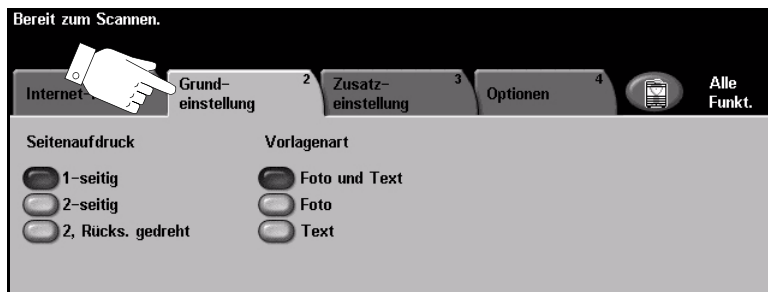 Bereit zum Scannen.
Internet-
Grund-
einstellung
2
Zusatz-
einstellung
3
Optionen
4
Alle
Funkt.
Seitenaufdruck
1-seitig
2-seitig
2, Rücks. gedreht
Vorlagenart
Foto und Text
Foto
Text